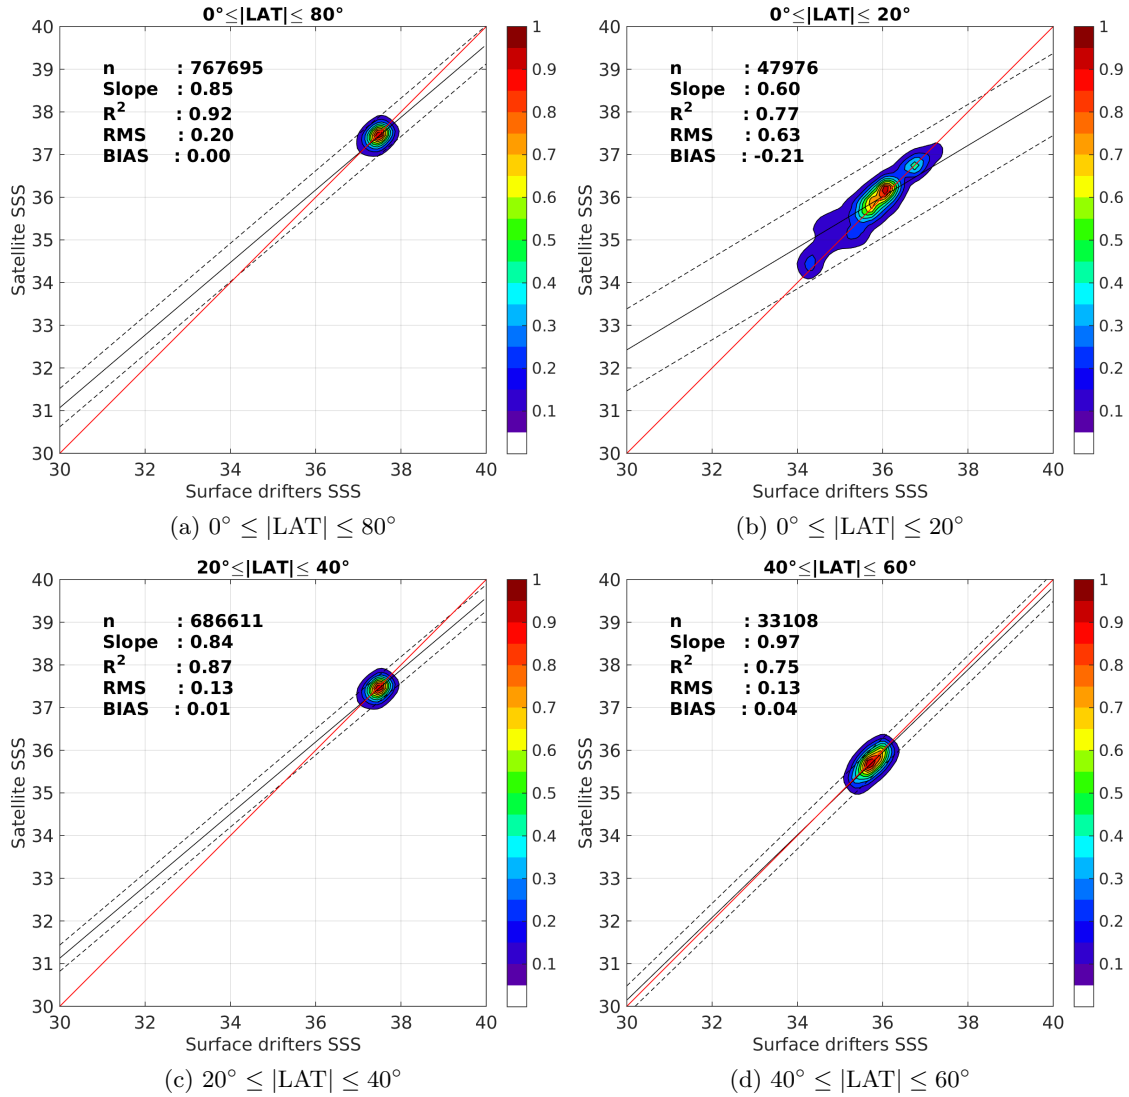 0°≤|LAT|≤ 80°
n : 767695
Slope : 0.85
R² : 0.92
RMS : 0.20
BIAS : 0.00
Satellite SSS
40
39
38
37
36
35
34
33
32
31
30
30 32 34 36 38 40
Surface drifters SSS
1
0.9
0.8
0.7
0.6
0.5
0.4
0.3
0.2
0.1
(a) 0° ≤ |LAT| ≤ 80°
0°≤|LAT|≤ 20°
n : 47976
Slope : 0.60
R² : 0.77
RMS : 0.63
BIAS : -0.21
Satellite SSS
40
39
38
37
36
35
34
33
32
31
30
30 32 34 36 38 40
Surface drifters SSS
1
0.9
0.8
0.7
0.6
0.5
0.4
0.3
0.2
0.1
(b) 0° ≤ |LAT| ≤ 20°
20°≤|LAT|≤ 40°
n : 686611
Slope : 0.84
R² : 0.87
RMS : 0.13
BIAS : 0.01
Satellite SSS
40
39
38
37
36
35
34
33
32
31
30
30 32 34 36 38 40
Surface drifters SSS
1
0.9
0.8
0.7
0.6
0.5
0.4
0.3
0.2
0.1
(c) 20° ≤ |LAT| ≤ 40°
40°≤|LAT|≤ 60°
n : 33108
Slope : 0.97
R² : 0.75
RMS : 0.13
BIAS : 0.04
Satellite SSS
40
39
38
37
36
35
34
33
32
31
30
30 32 34 36 38 40
Surface drifters SSS
1
0.9
0.8
0.7
0.6
0.5
0.4
0.3
0.2
0.1
(d) 40° ≤ |LAT| ≤ 60°